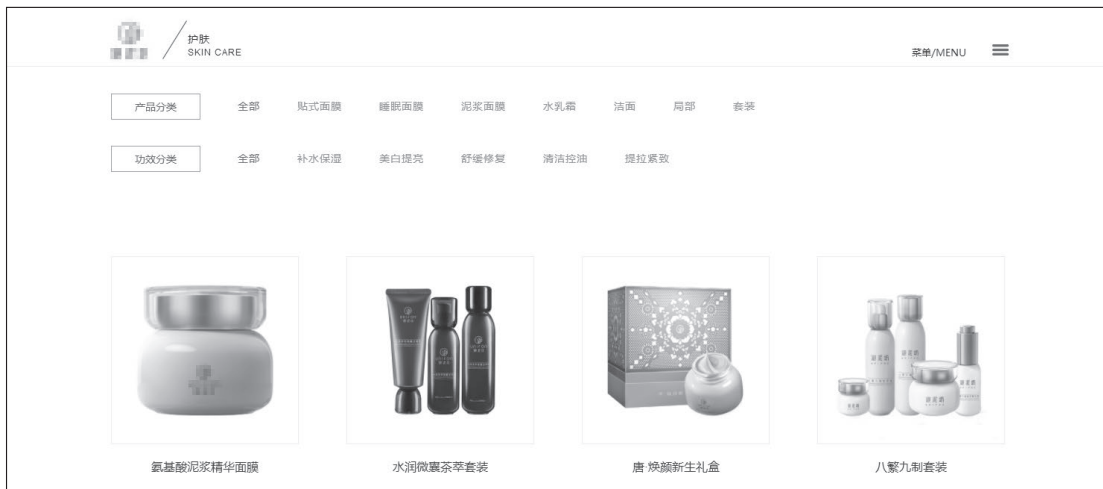 护肤
SKIN CARE
菜单/MENU
产品分类 全部 贴式面膜 睡眠面膜 泥浆面膜 水乳霜 洁面 局部 套装
功效分类 全部 补水保湿 美白提亮 舒缓修复 清洁控油 提拉紧致
氨基酸泥浆精华面膜 水润微囊茶萃套装 唐·焕颜新生礼盒 八繁九制套装